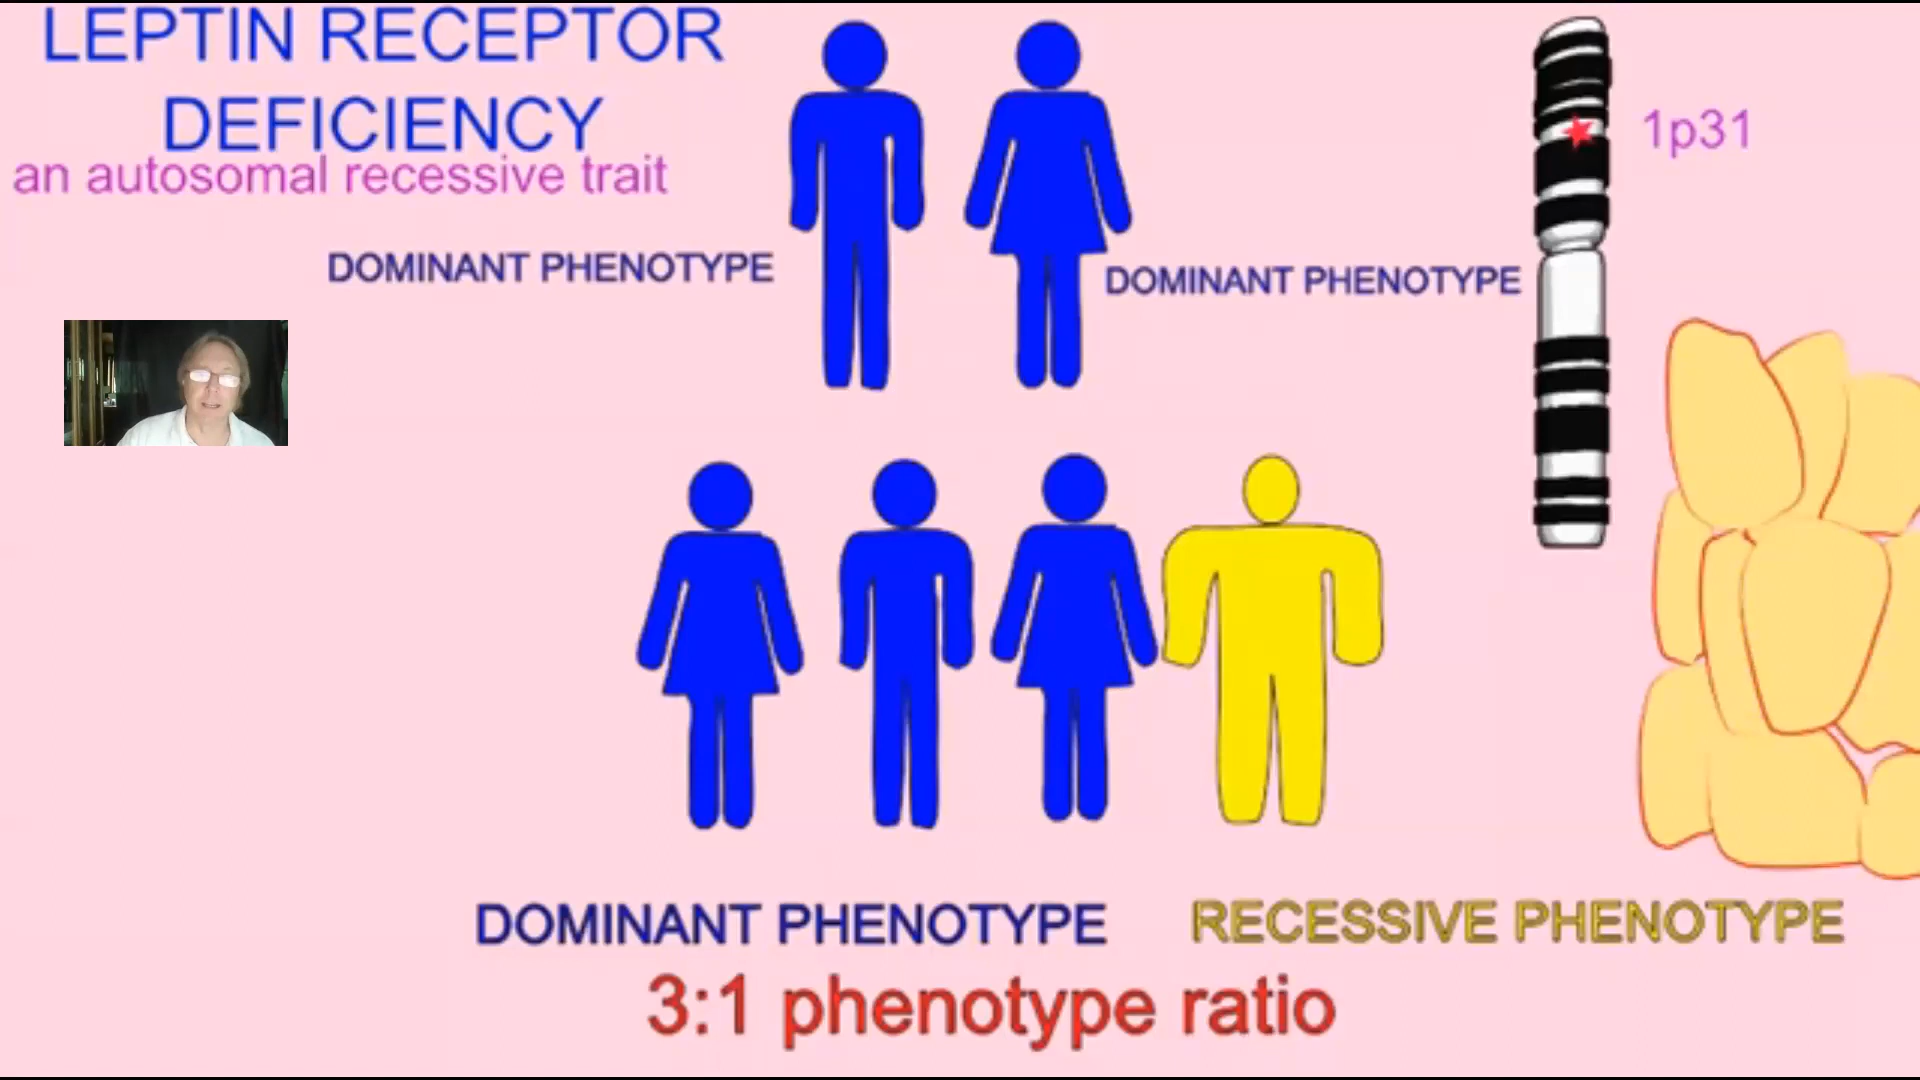 LEPTIN RECEPTOR
DEFICIENCY
an autosomal recessive trait
1p31
DOMINANT PHENOTYPE
DOMINANT PHENOTYPE
DOMINANT PHENOTYPE
RECESSIVE PHENOTYPE
3:1 phenotype ratio